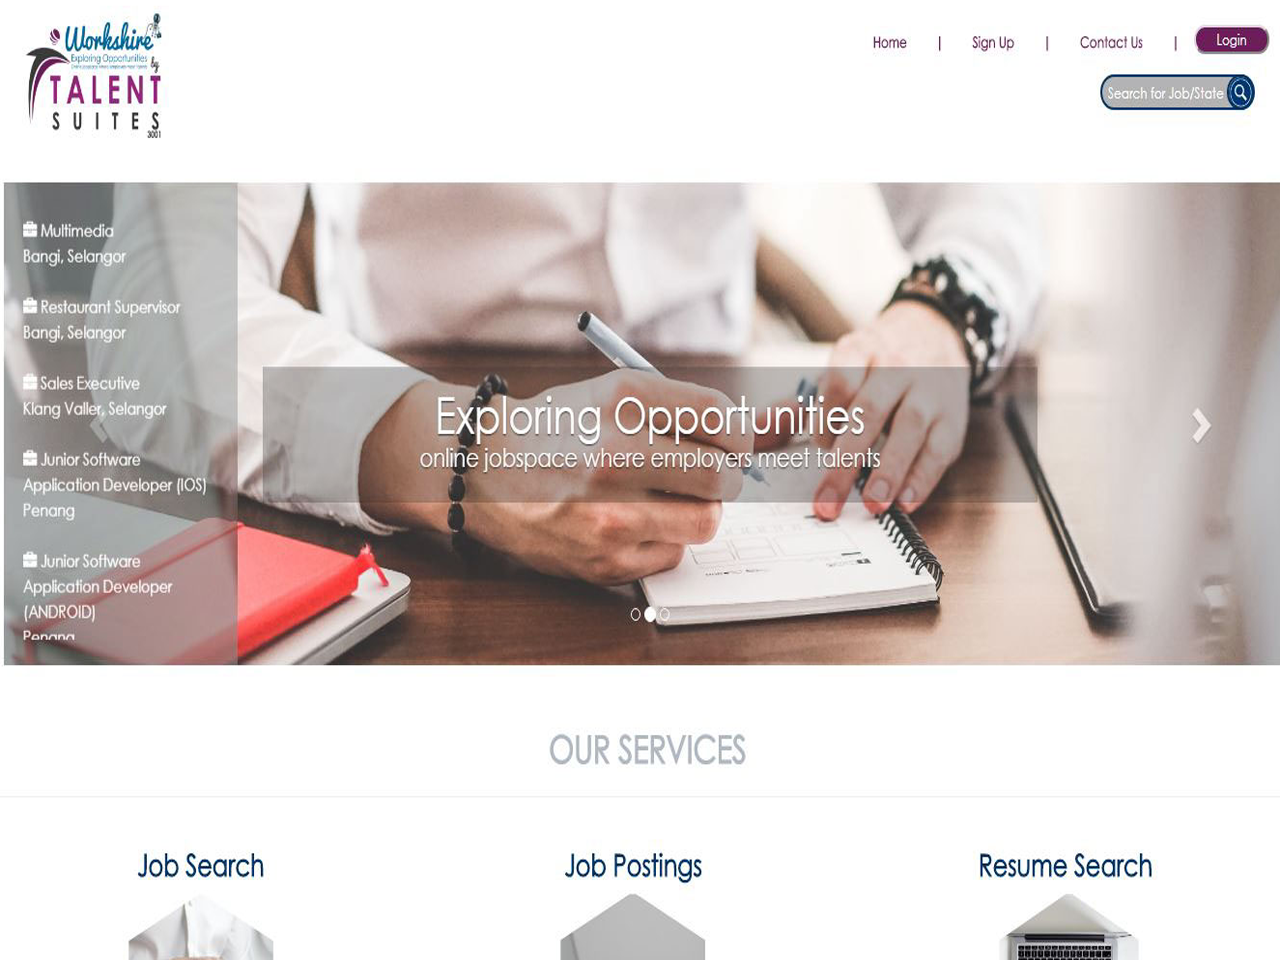 Workshire
Exploring Opportunities
by
TALENT
SUITES
3001
Home | Sign Up | Contact Us | Login
Search for Job/State
Multimedia
Bangi, Selangor
Restaurant Supervisor
Bangi, Selangor
Sales Executive
Klang Valler, Selangor
Junior Software
Application Developer (IOS)
Penang
Junior Software
Application Developer
(ANDROID)
Penang
Exploring Opportunities
online jobspace where employers meet talents
OUR SERVICES
Job Search
Job Postings
Resume Search